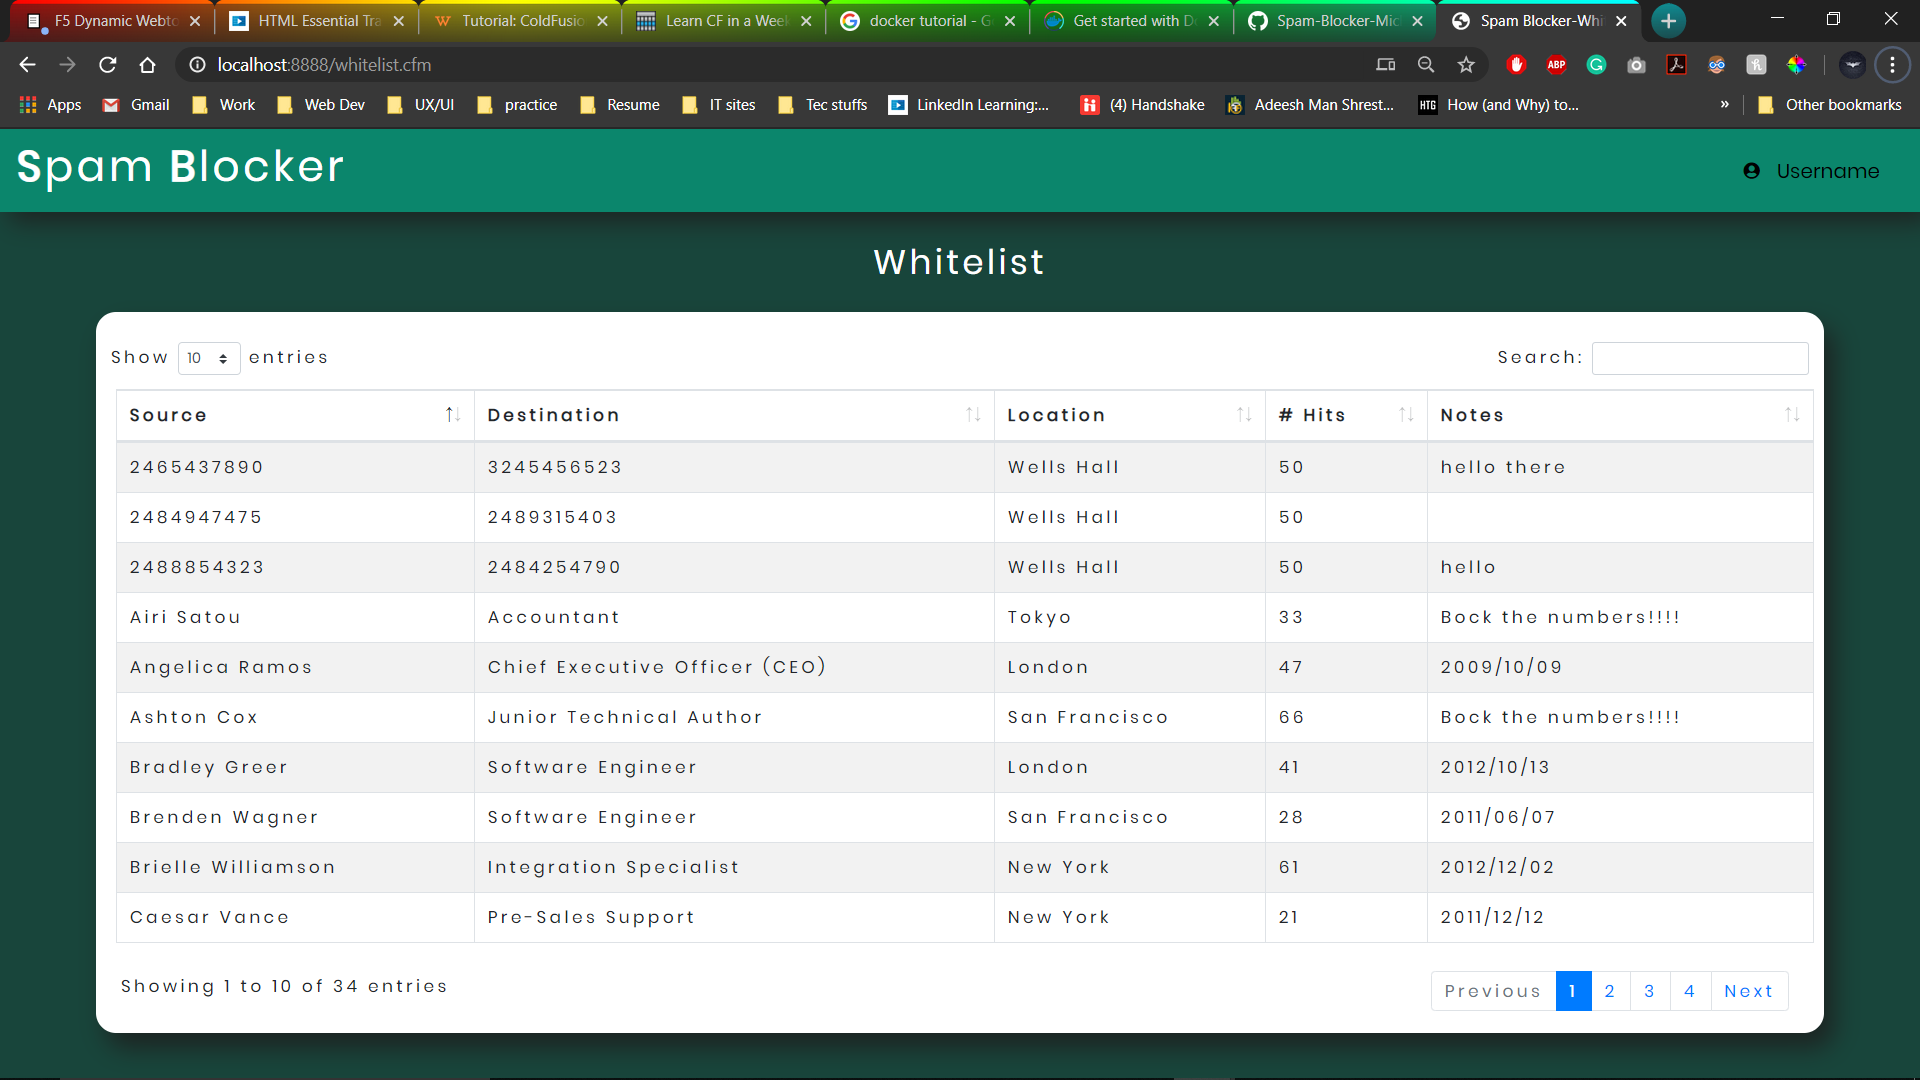 F5 Dynamic Webto HTML Essential Tra Tutorial: ColdFusio Learn CF in a Week docker tutorial - G Get started with D Spam-Blocker-Mic Spam Blocker-Whi
localhost:8888/whitelist.cfm
Apps Gmail Work Web Dev UX/UI practice Resume IT sites Tec stuffs LinkedIn Learning:... (4) Handshake Adeesh Man Shrest... HTG How (and Why) to... » Other bookmarks
Spam Blocker Username
Whitelist
Show 10 entries Search:
Source Destination Location # Hits Notes
2465437890 3245456523 Wells Hall 50 hello there
2484947475 2489315403 Wells Hall 50
2488854323 2484254790 Wells Hall 50 hello
Airi Satou Accountant Tokyo 33 Bock the numbers!!!!
Angelica Ramos Chief Executive Officer (CEO) London 47 2009/10/09
Ashton Cox Junior Technical Author San Francisco 66 Bock the numbers!!!!
Bradley Greer Software Engineer London 41 2012/10/13
Brenden Wagner Software Engineer San Francisco 28 2011/06/07
Brielle Williamson Integration Specialist New York 61 2012/12/02
Caesar Vance Pre-Sales Support New York 21 2011/12/12
Showing 1 to 10 of 34 entries Previous 1 2 3 4 Next